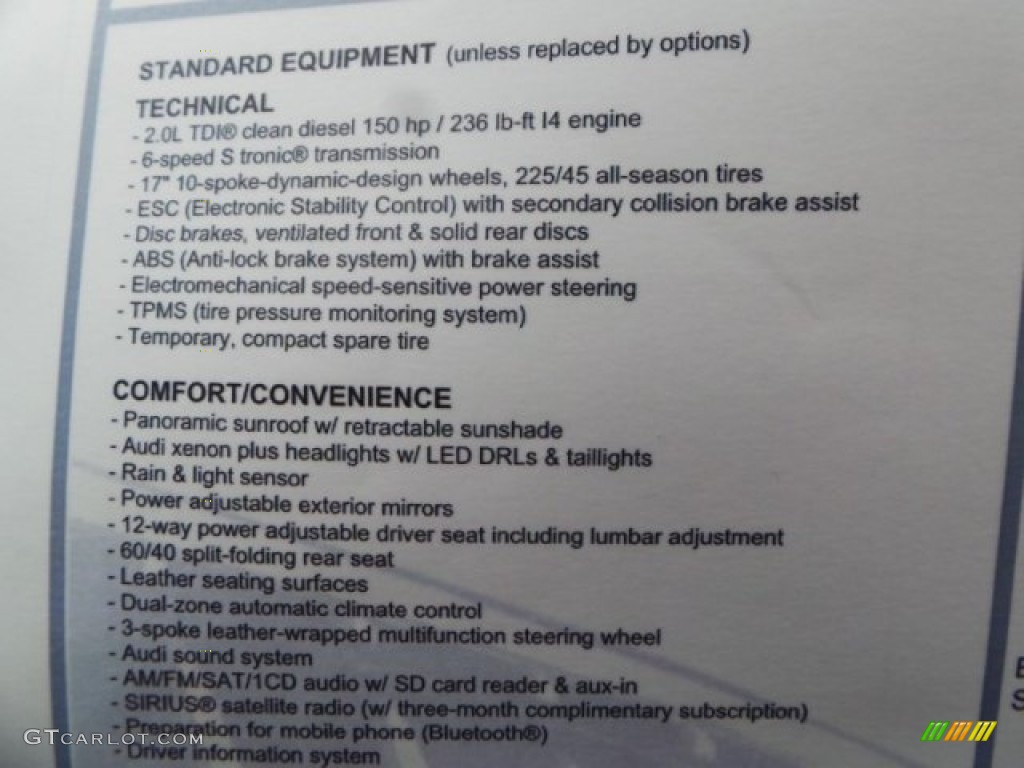 STANDARD EQUIPMENT (unless replaced by options)
TECHNICAL
- 2.0L TDI® clean diesel 150 hp / 236 lb-ft I4 engine
- 6-speed S tronic® transmission
- 17" 10-spoke-dynamic-design wheels, 225/45 all-season tires
- ESC (Electronic Stability Control) with secondary collision brake assist
- Disc brakes, ventilated front & solid rear discs
- ABS (Anti-lock brake system) with brake assist
- Electromechanical speed-sensitive power steering
- TPMS (tire pressure monitoring system)
- Temporary, compact spare tire
COMFORT/CONVENIENCE
- Panoramic sunroof w/ retractable sunshade
- Audi xenon plus headlights w/ LED DRLs & taillights
- Rain & light sensor
- Power adjustable exterior mirrors
- 12-way power adjustable driver seat including lumbar adjustment
- 60/40 split-folding rear seat
- Leather seating surfaces
- Dual-zone automatic climate control
- 3-spoke leather-wrapped multifunction steering wheel
- Audi sound system
- AM/FM/SAT/1CD audio w/ SD card reader & aux-in
- SIRIUS® satellite radio (w/ three-month complimentary subscription)
- Preparation for mobile phone (Bluetooth®)
- Driver information system
GTCARLOT.COM